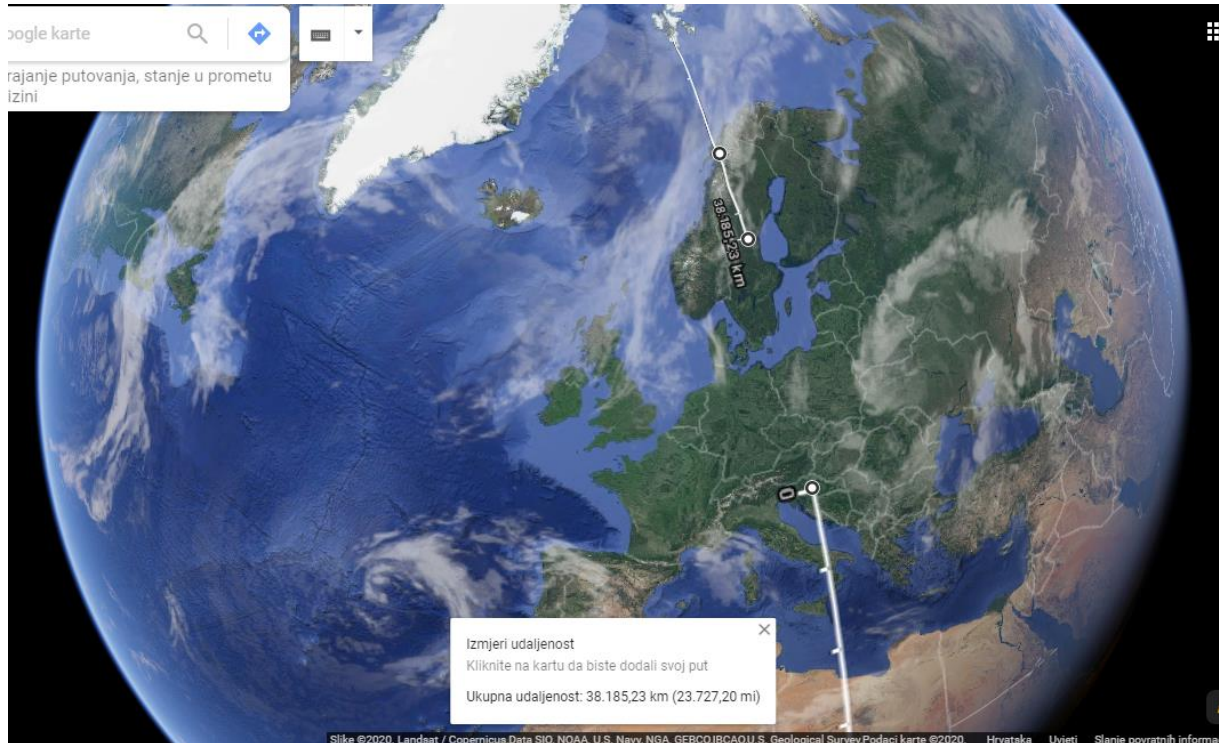 oogle karte
rajanje putovanja, stanje u prometu
izini
38.185,23 km
0
Izmjeri udaljenost
Kliknite na kartu da biste dodali svoj put
Ukupna udaljenost: 38.185,23 km (23.727,20 mi)
Slike ©2020, Landsat / Copernicus,Data SIO, NOAA, U.S. Navy, NGA, GEBCO,IBCAO,U.S. Geological Survey,Podaci karte ©2020, Hrvatska Uvjeti Slanje povratnih informa